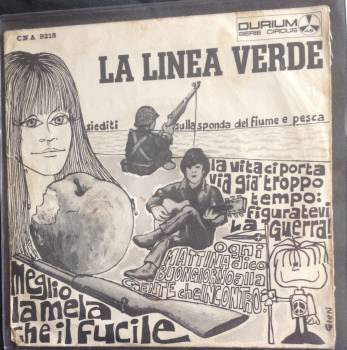 CNA 9218
DURIUM
SERIE CIRCUS
LA LINEA VERDE
siediti sulla sponda del fiume e pesca
la vita ci porta
via già troppo
tempo:
figuratevi
LA GUERRA!
OGNI
MATTINA dico
BUONGIORNO alla
GENTE che INCONTRO!
Meglio
la mela
che il fucile
GION